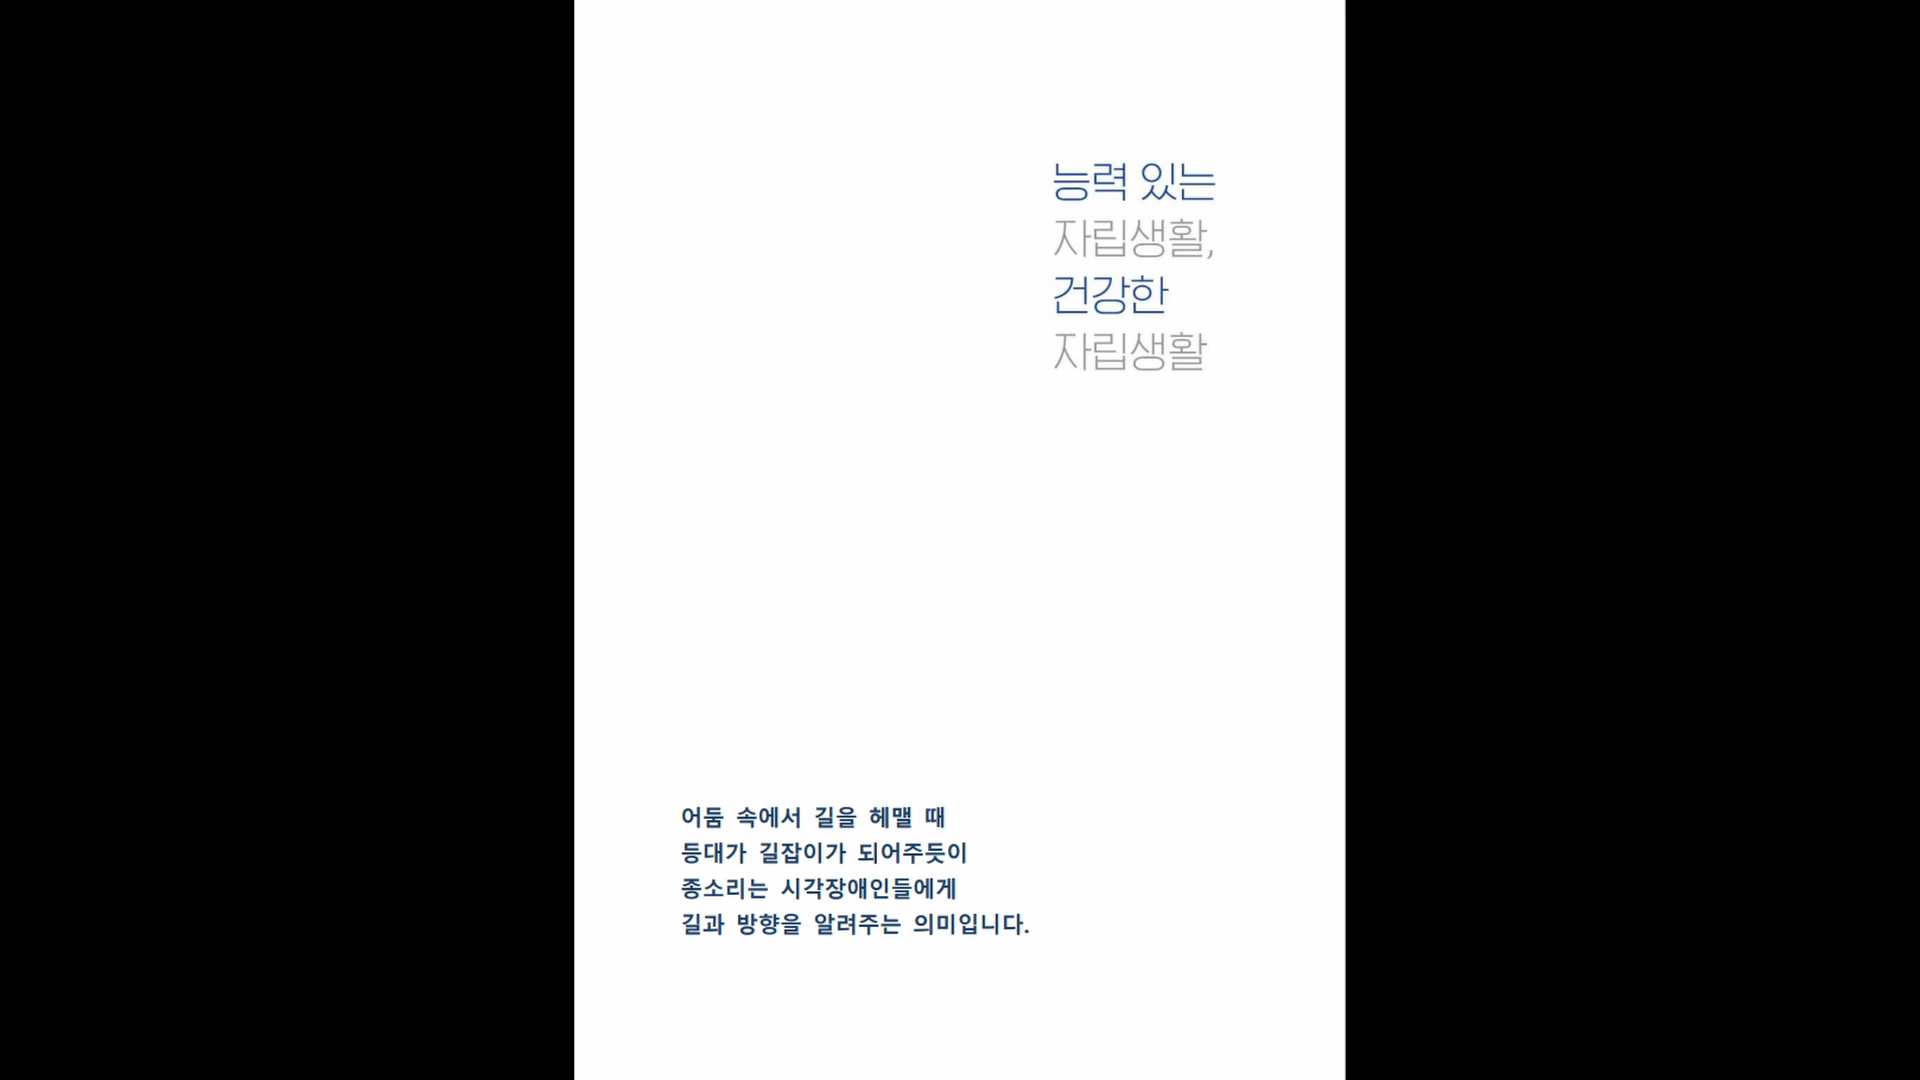 능력 있는
자립생활,
건강한
자립생활
어둠 속에서 길을 헤맬 때
등대가 길잡이가 되어주듯이
종소리는 시각장애인들에게
길과 방향을 알려주는 의미입니다.